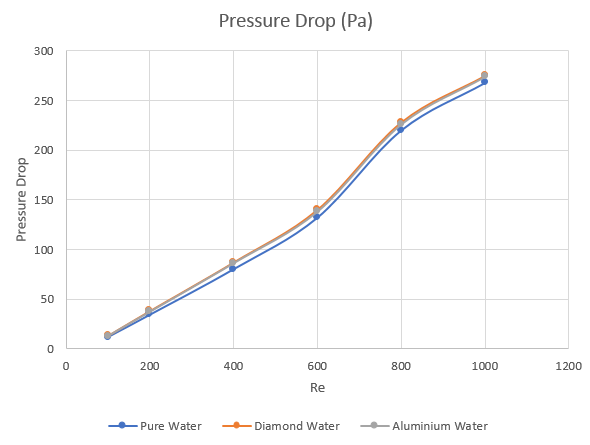 Pressure Drop (Pa)
300
250
200
150
100
50
0
Pressure Drop
0 200 400 600 800 1000 1200
Re
Pure Water Diamond Water Aluminium Water